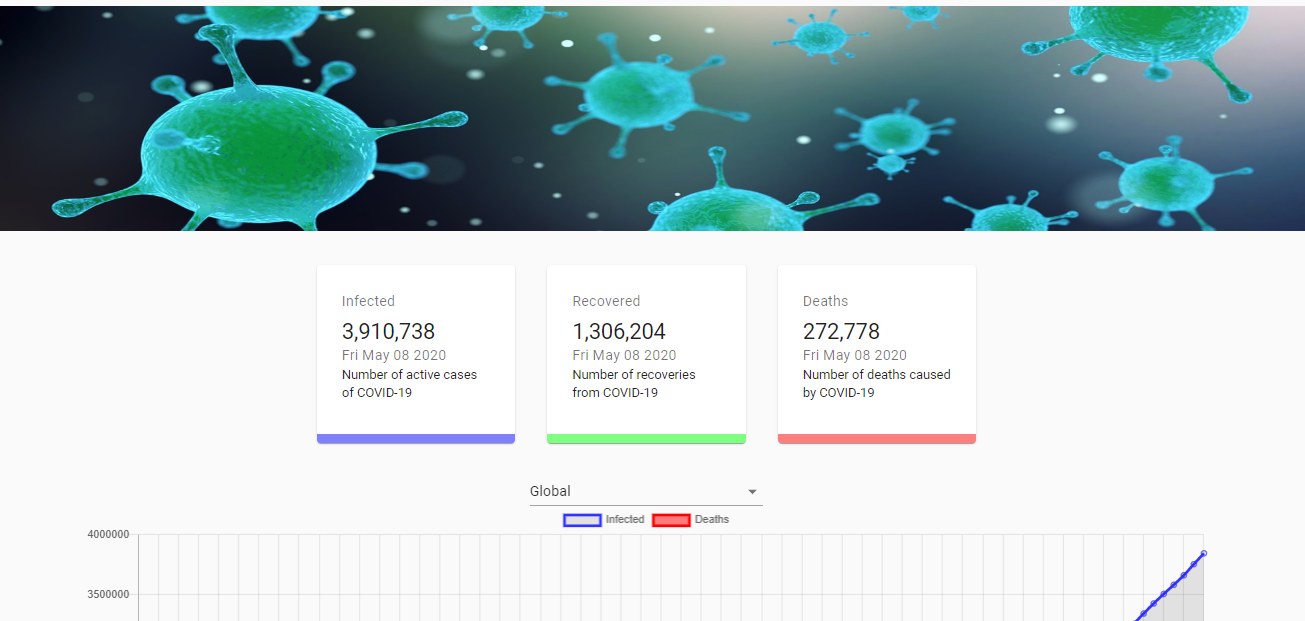 Infected
3,910,738
Fri May 08 2020
Number of active cases
of COVID-19
Recovered
1,306,204
Fri May 08 2020
Number of recoveries
from COVID-19
Deaths
272,778
Fri May 08 2020
Number of deaths caused
by COVID-19
Global
Infected Deaths
4000000
3500000